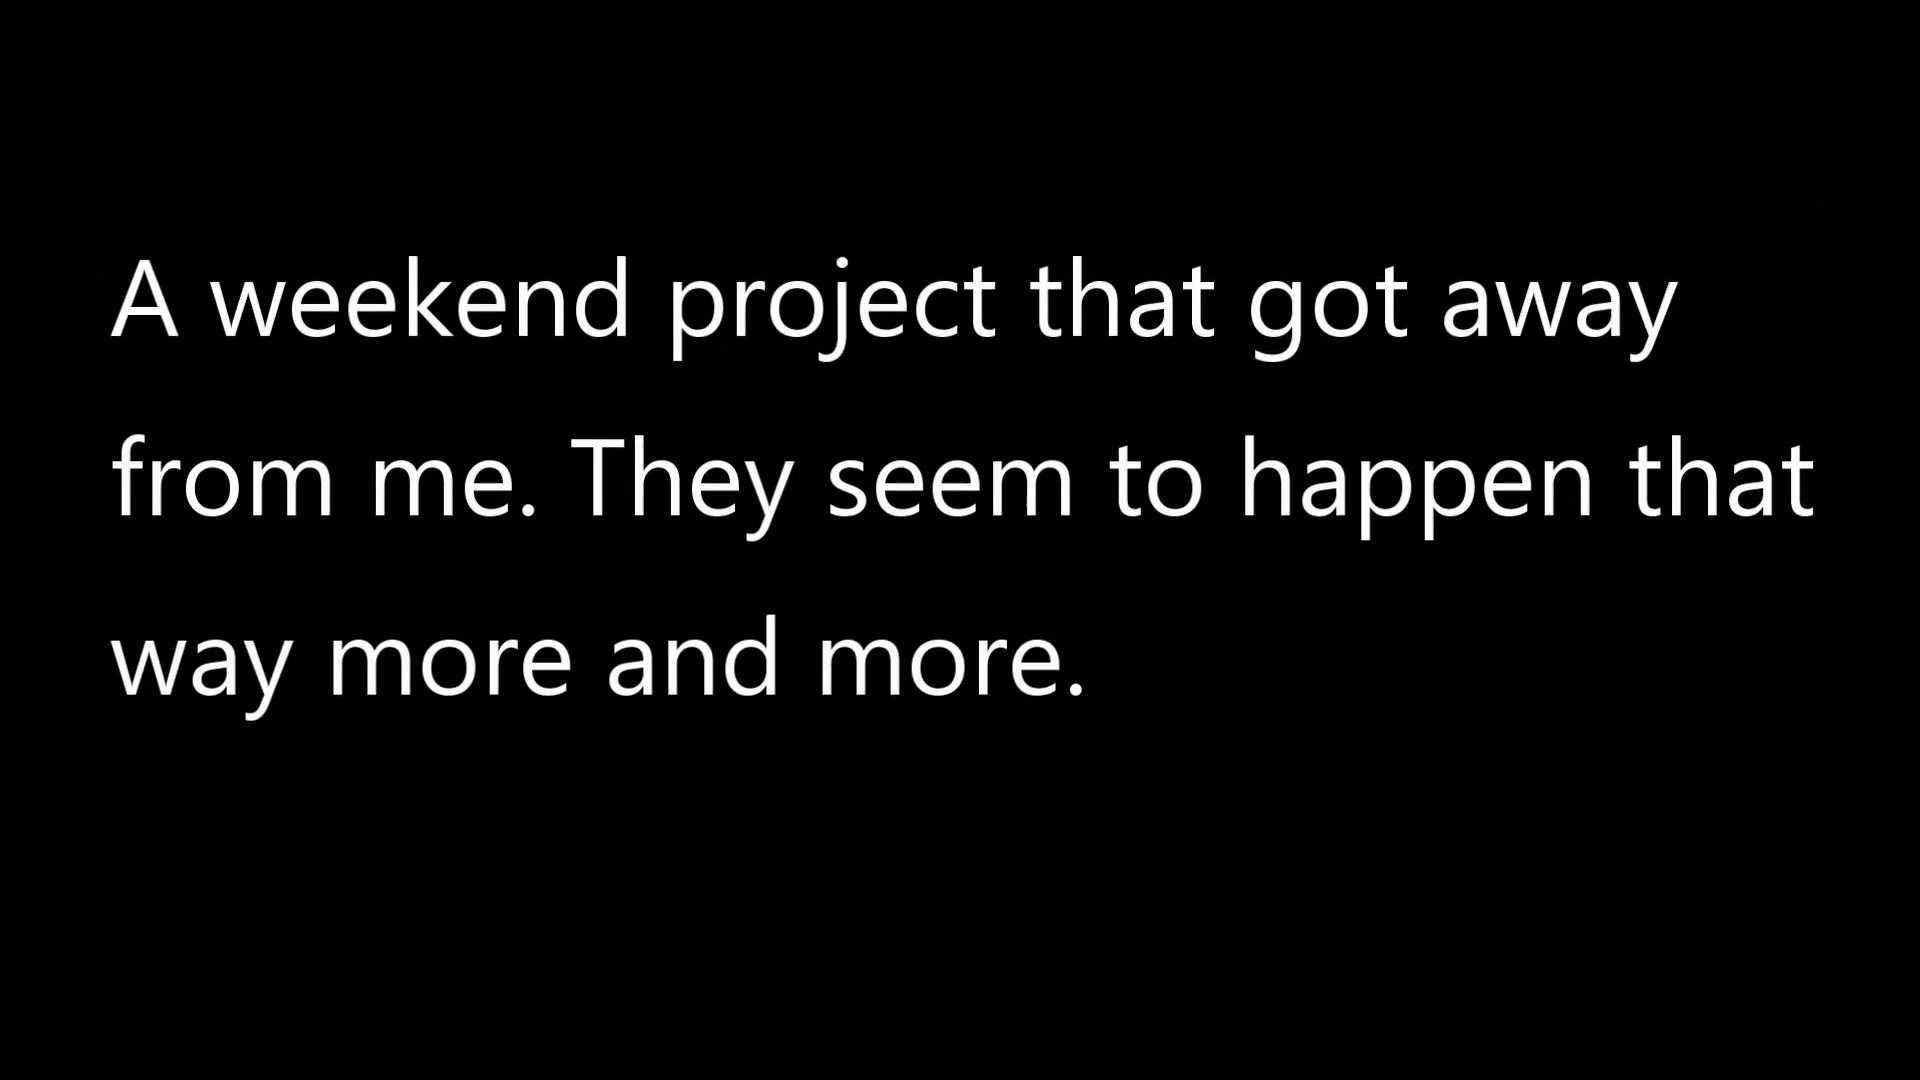 A weekend project that got away
from me. They seem to happen that
way more and more.